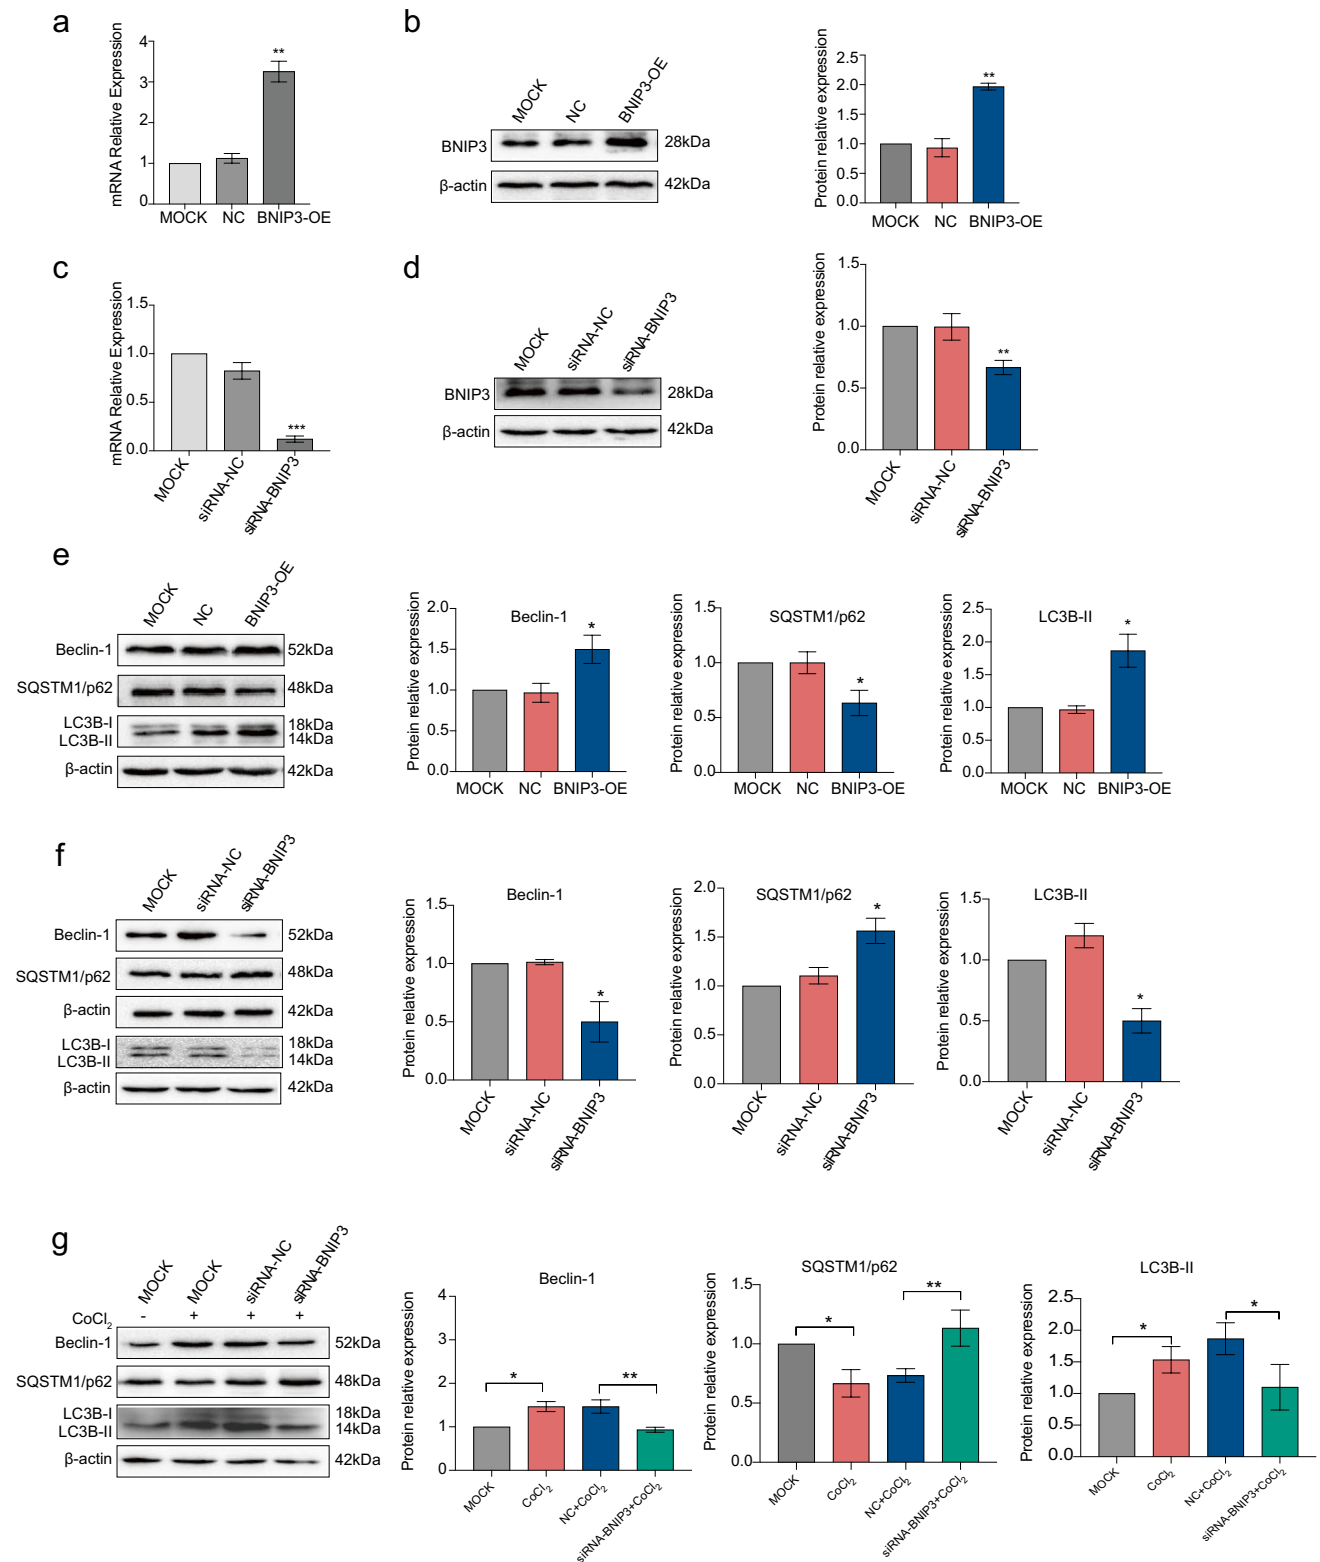 a
mRNA Relative Expression
4
3
2
1
0
**
MOCK NC BNIP3-OE
b
MOCK NC BNIP3-OE
BNIP3 28kDa
β-actin 42kDa
Protein relative expression
2.5
2.0
1.5
1.0
0.5
0.0
**
MOCK NC BNIP3-OE
c
mRNA Relative Expression
1.5
1.0
0.5
0.0
***
MOCK siRNA-NC siRNA-BNIP3
d
MOCK siRNA-NC siRNA-BNIP3
BNIP3 28kDa
β-actin 42kDa
Protein relative expression
1.5
1.0
0.5
0.0
**
MOCK siRNA-NC siRNA-BNIP3
e
MOCK NC BNIP3-OE
Beclin-1 52kDa
SQSTM1/p62 48kDa
LC3B-I 18kDa
LC3B-II 14kDa
β-actin 42kDa
Beclin-1
Protein relative expression
2.0
1.5
1.0
0.5
0.0
*
MOCK NC BNIP3-OE
SQSTM1/p62
Protein relative expression
1.5
1.0
0.5
0.0
*
MOCK NC BNIP3-OE
LC3B-II
Protein relative expression
2.5
2.0
1.5
1.0
0.5
0.0
*
MOCK NC BNIP3-OE
f
MOCK siRNA-NC siRNA-BNIP3
Beclin-1 52kDa
SQSTM1/p62 48kDa
β-actin 42kDa
LC3B-I 18kDa
LC3B-II 14kDa
β-actin 42kDa
Beclin-1
Protein relative expression
1.5
1.0
0.5
0.0
*
MOCK siRNA-NC siRNA-BNIP3
SQSTM1/p62
Protein relative expression
2.0
1.5
1.0
0.5
0.0
*
MOCK siRNA-NC siRNA-BNIP3
LC3B-II
Protein relative expression
1.5
1.0
0.5
0.0
*
MOCK siRNA-NC siRNA-BNIP3
g
MOCK MOCK siRNA-NC siRNA-BNIP3
CoCl2 - + + +
Beclin-1 52kDa
SQSTM1/p62 48kDa
LC3B-I 18kDa
LC3B-II 14kDa
β-actin 42kDa
Beclin-1
Protein relative expression
4
3
2
1
0
* **
MOCK CoCl2 NC+CoCl2 siRNA-BNIP3+CoCl2
SQSTM1/p62
Protein relative expression
1.5
1.0
0.5
0.0
* **
MOCK CoCl2 NC+CoCl2 siRNA-BNIP3+CoCl2
LC3B-II
Protein relative expression
2.5
2.0
1.5
1.0
0.5
0.0
* *
MOCK CoCl2 NC+CoCl2 siRNA-BNIP3+CoCl2